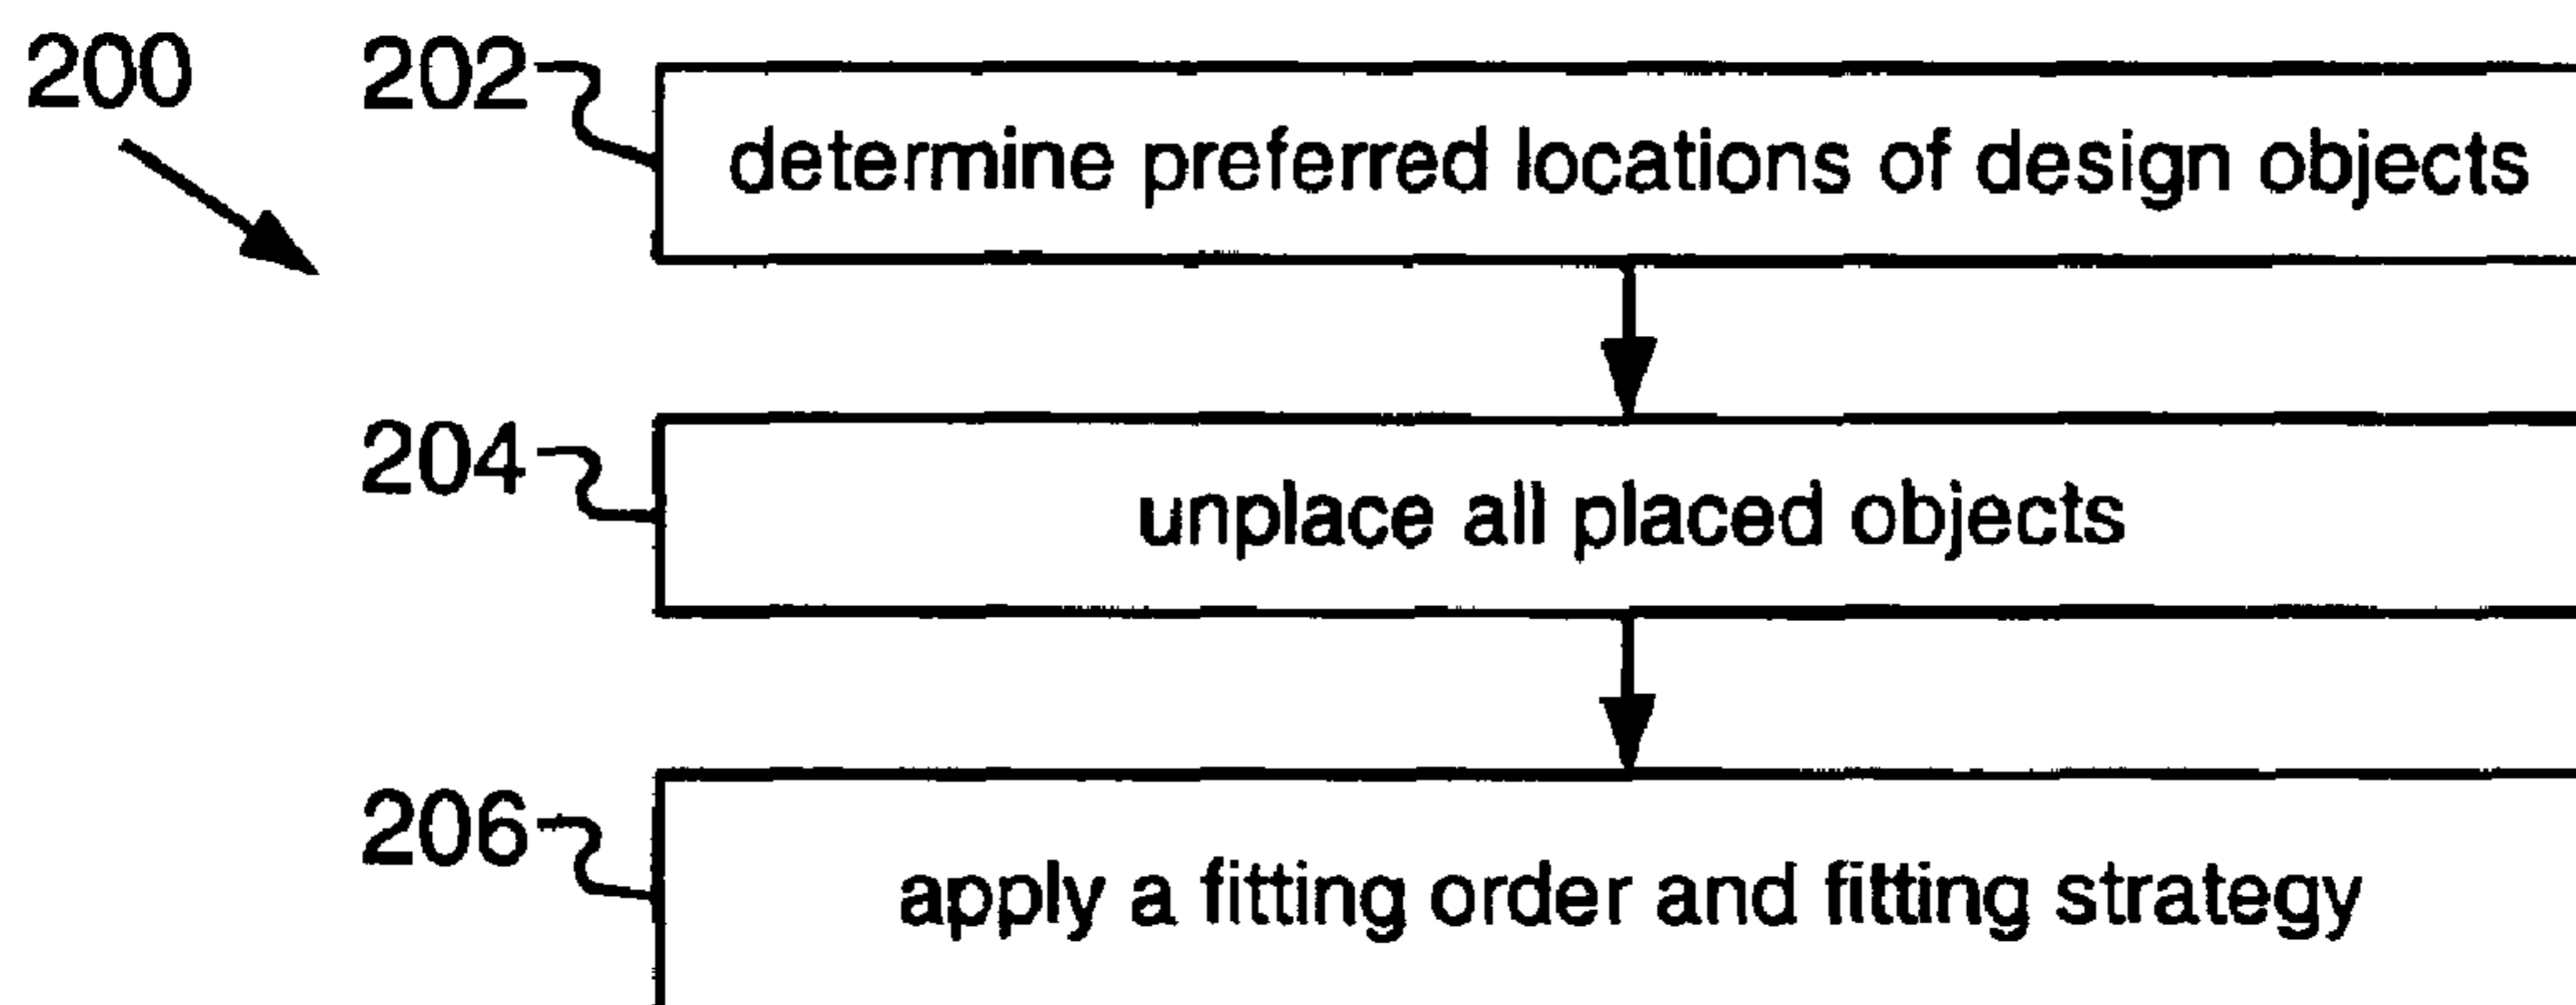 200
202
determine preferred locations of design objects
204
unplace all placed objects
206
apply a fitting order and fitting strategy